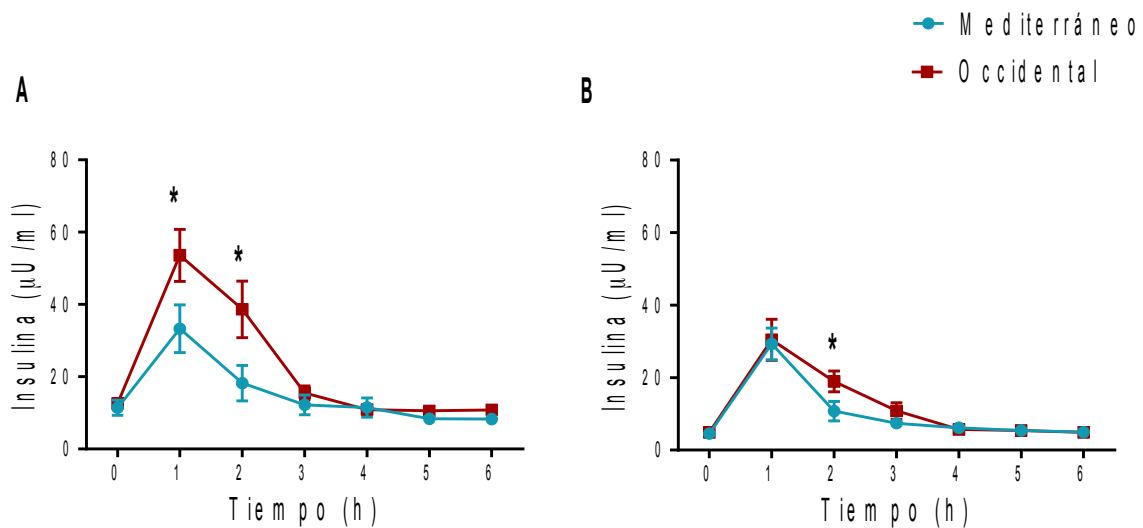 Mediterráneo
Occidental
A
80
60
40
20
0
Insulina (µU/ml)
*
*
0 1 2 3 4 5 6
Tiempo (h)
B
80
60
40
20
0
Insulina (µU/ml)
*
0 1 2 3 4 5 6
Tiempo (h)